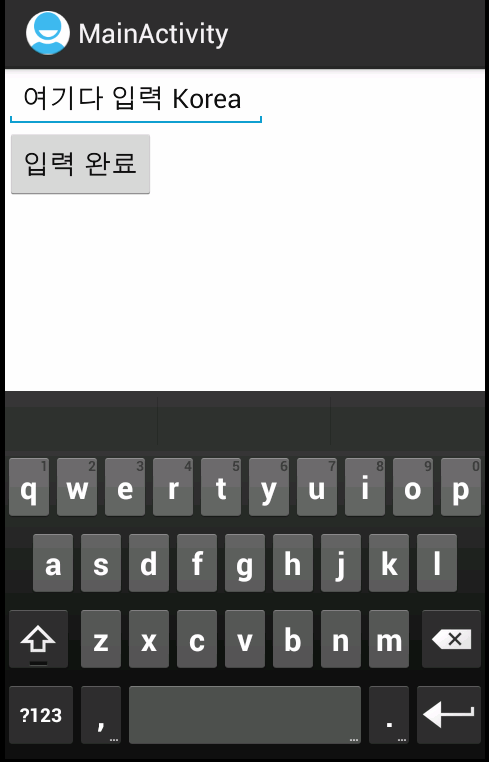 MainActivity
여기다 입력 Korea
입력 완료
1 2 3 4 5 6 7 8 9 0
q w e r t y u i o p
a s d f g h j k l
z x c v b n m
?123 , ... ... . ...